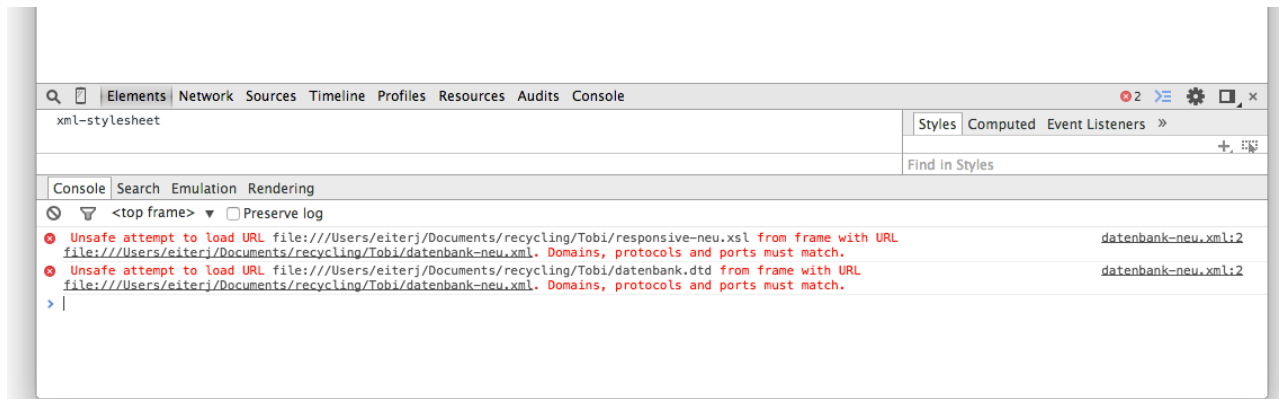 Elements Network Sources Timeline Profiles Resources Audits Console 2
xml-stylesheet
Styles Computed Event Listeners »
Find in Styles
Console Search Emulation Rendering
<top frame> ▼ Preserve log
Unsafe attempt to load URL file:///Users/eiterj/Documents/recycling/Tobi/responsive-neu.xsl from frame with URL datenbank-neu.xml:2
file:///Users/eiterj/Documents/recycling/Tobi/datenbank-neu.xml. Domains, protocols and ports must match.
Unsafe attempt to load URL file:///Users/eiterj/Documents/recycling/Tobi/datenbank.dtd from frame with URL datenbank-neu.xml:2
file:///Users/eiterj/Documents/recycling/Tobi/datenbank-neu.xml. Domains, protocols and ports must match.
>